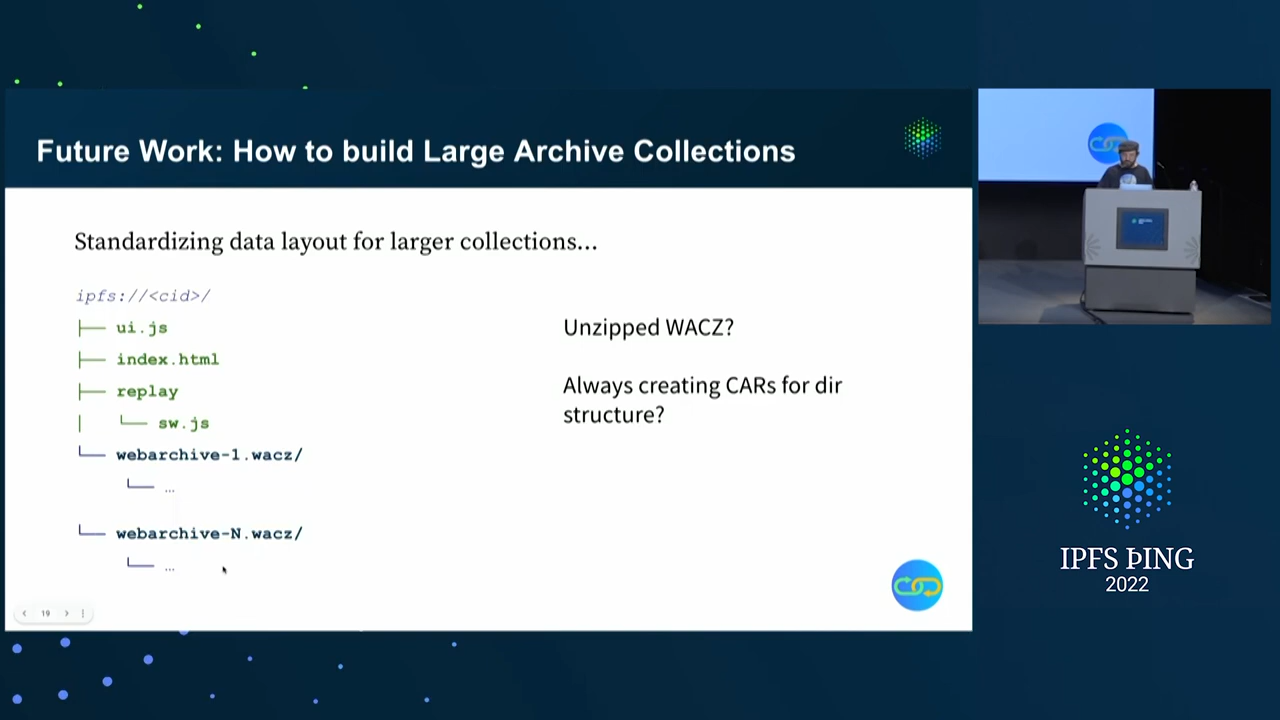 Future Work: How to build Large Archive Collections
Standardizing data layout for larger collections...
ipfs://<cid>/
├── ui.js
├── index.html
├── replay
│ └── sw.js
└── webarchive-1.wacz/
└── ...
└── webarchive-N.wacz/
└── ...
Unzipped WACZ?
Always creating CARs for dir
structure?
19
IPFS ÞING
2022